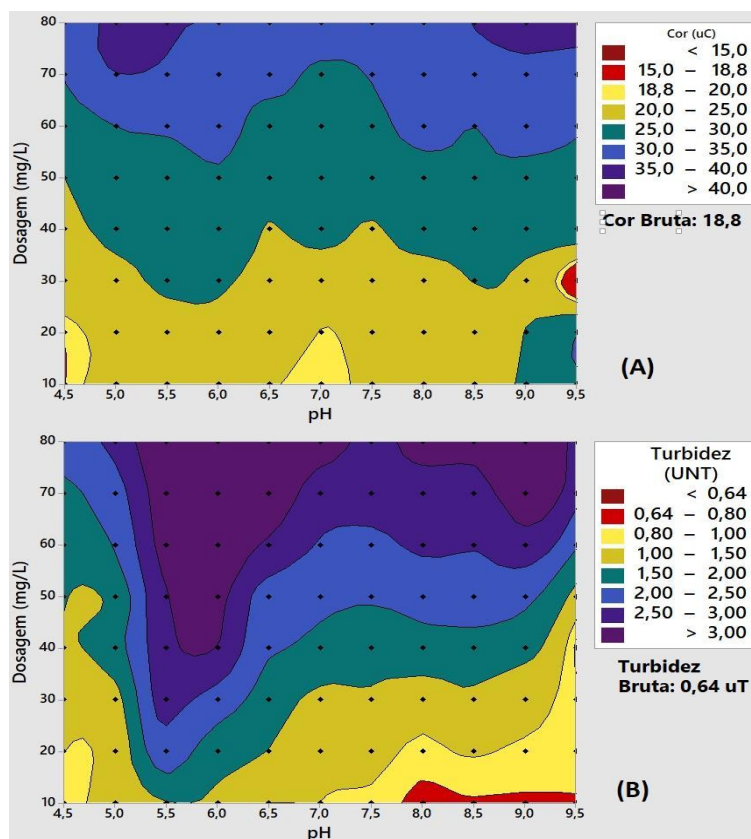 80
70
60
50
40
30
20
10
Dosagem (mg/L)
4,5 5,0 5,5 6,0 6,5 7,0 7,5 8,0 8,5 9,0 9,5
pH
Cor (uC)
< 15,0
15,0 – 18,8
18,8 – 20,0
20,0 – 25,0
25,0 – 30,0
30,0 – 35,0
35,0 – 40,0
> 40,0
Cor Bruta: 18,8
(A)
80
70
60
50
40
30
20
10
Dosagem (mg/L)
4,5 5,0 5,5 6,0 6,5 7,0 7,5 8,0 8,5 9,0 9,5
pH
Turbidez
(UNT)
< 0,64
0,64 – 0,80
0,80 – 1,00
1,00 – 1,50
1,50 – 2,00
2,00 – 2,50
2,50 – 3,00
> 3,00
Turbidez
Bruta: 0,64 uT
(B)